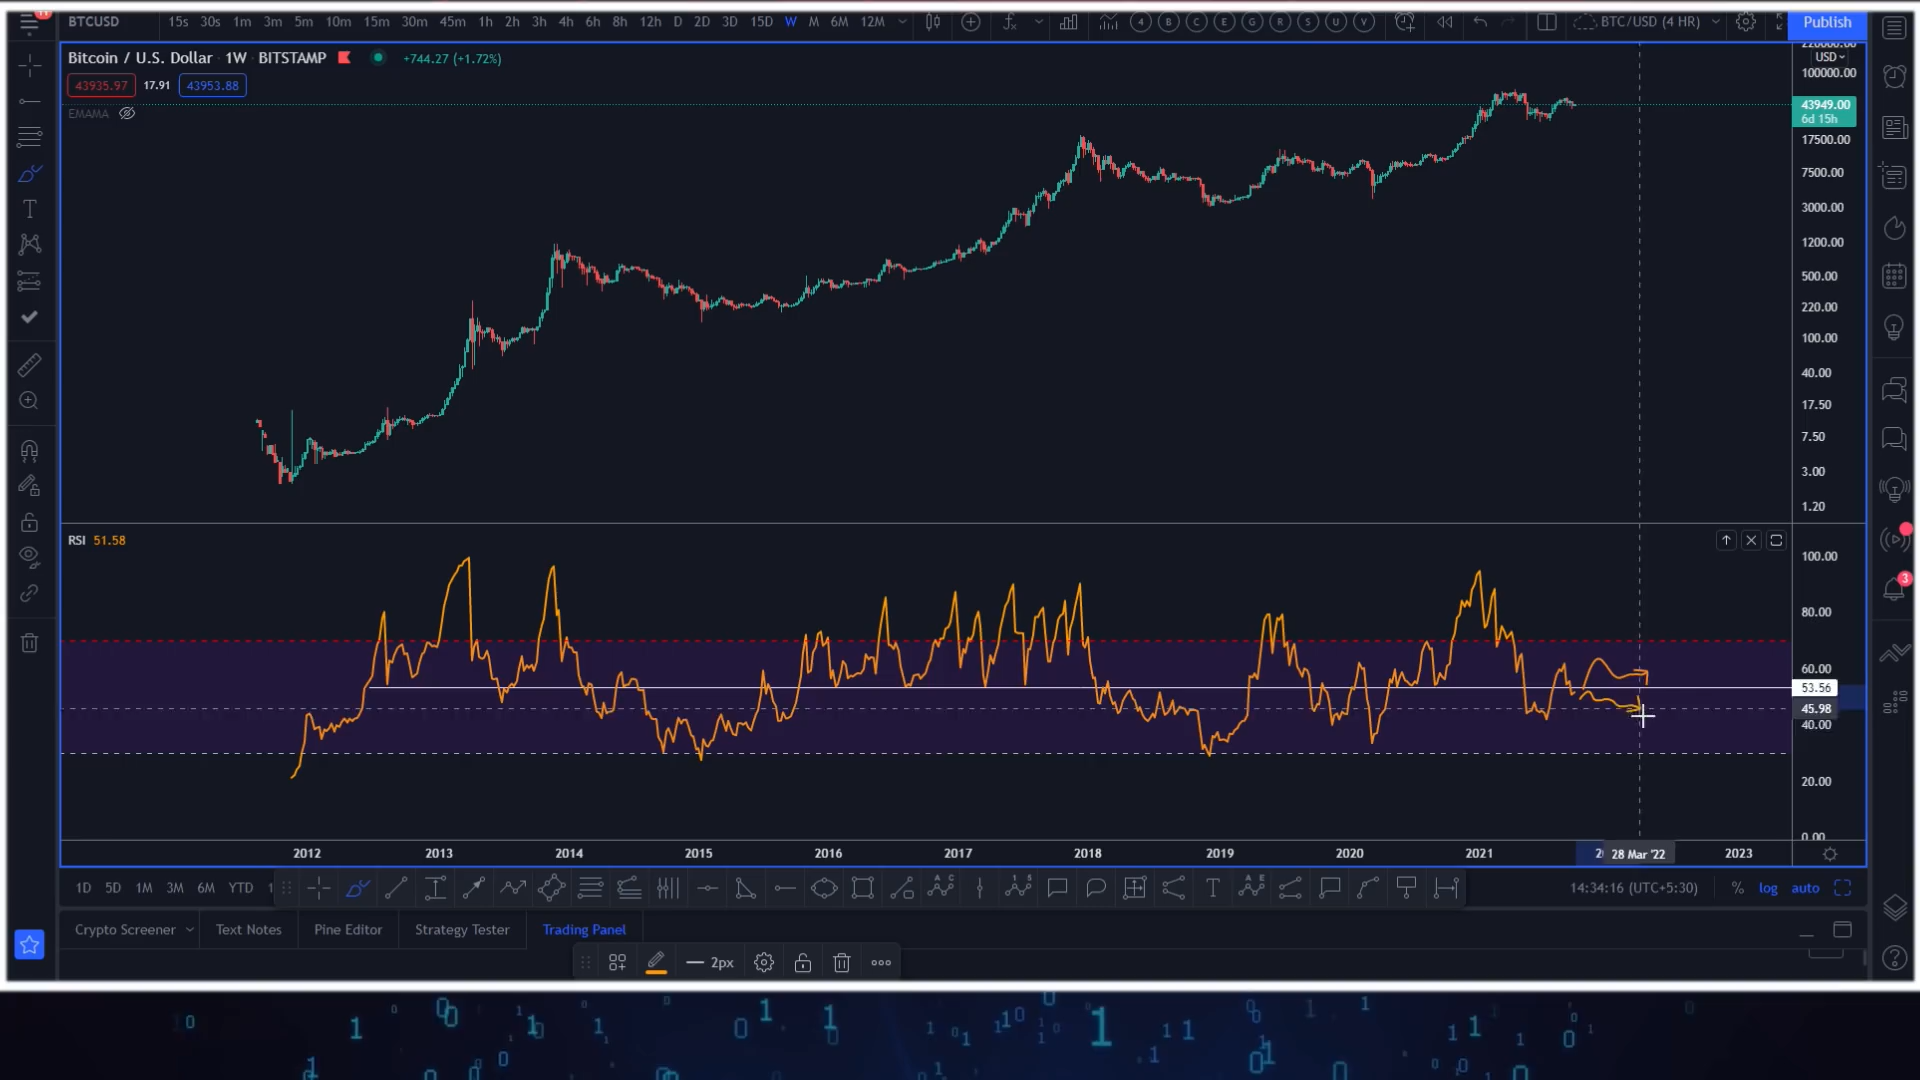 11
BTCUSD 15s 30s 1m 3m 5m 10m 15m 30m 45m 1h 2h 3h 4h 6h 8h 12h D 2D 3D 15D W M 6M 12M 4 B C E G R S U V BTC/USD (4 HR) Publish
Bitcoin / U.S. Dollar 1W BITSTAMP +744.27 (+1.72%)
43935.97 17.91 43953.88
EMAMA
220000.00
USD
100000.00
43949.00
6d 15h
17500.00
7500.00
3000.00
1200.00
500.00
220.00
100.00
40.00
17.50
7.50
3.00
1.20
RSI 51.58
100.00
80.00
60.00
53.56
45.98
40.00
20.00
0.00
3
2012 2013 2014 2015 2016 2017 2018 2019 2020 2021 28 Mar '22 2023
1D 5D 1M 3M 6M YTD 14:34:16 (UTC+5:30) % log auto
Crypto Screener Text Notes Pine Editor Strategy Tester Trading Panel
2px